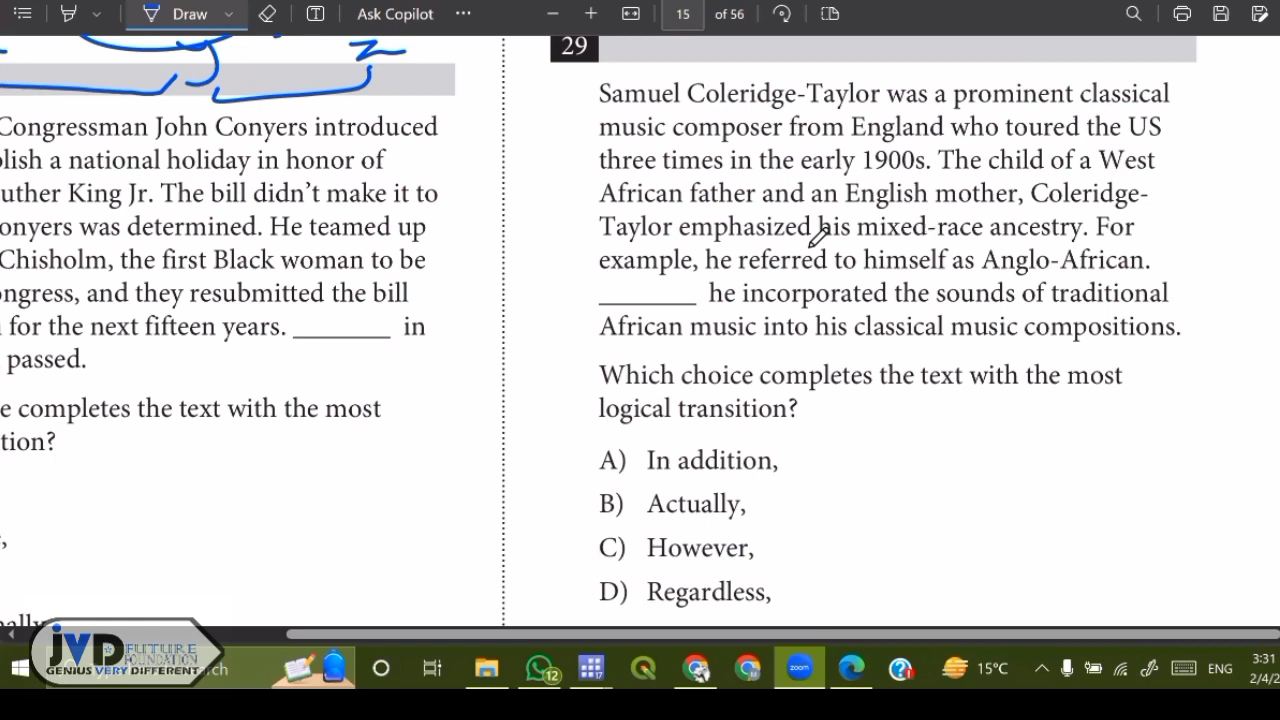 Draw
Ask Copilot
15 of 56
Congressman John Conyers introduced
lish a national holiday in honor of
uther King Jr. The bill didn't make it to
onyers was determined. He teamed up
Chisholm, the first Black woman to be
ongress, and they resubmitted the bill
for the next fifteen years. ________ in
passed.
e completes the text with the most
tion?
29
Samuel Coleridge-Taylor was a prominent classical
music composer from England who toured the US
three times in the early 1900s. The child of a West
African father and an English mother, Coleridge-
Taylor emphasized his mixed-race ancestry. For
example, he referred to himself as Anglo-African.
________ he incorporated the sounds of traditional
African music into his classical music compositions.
Which choice completes the text with the most
logical transition?
A) In addition,
B) Actually,
C) However,
D) Regardless,
JVD FUTURE
FOUNDATION
GENIUS VERY DIFFERENT
12
17
zoom
15°C
ENG
3:31
2/4/2